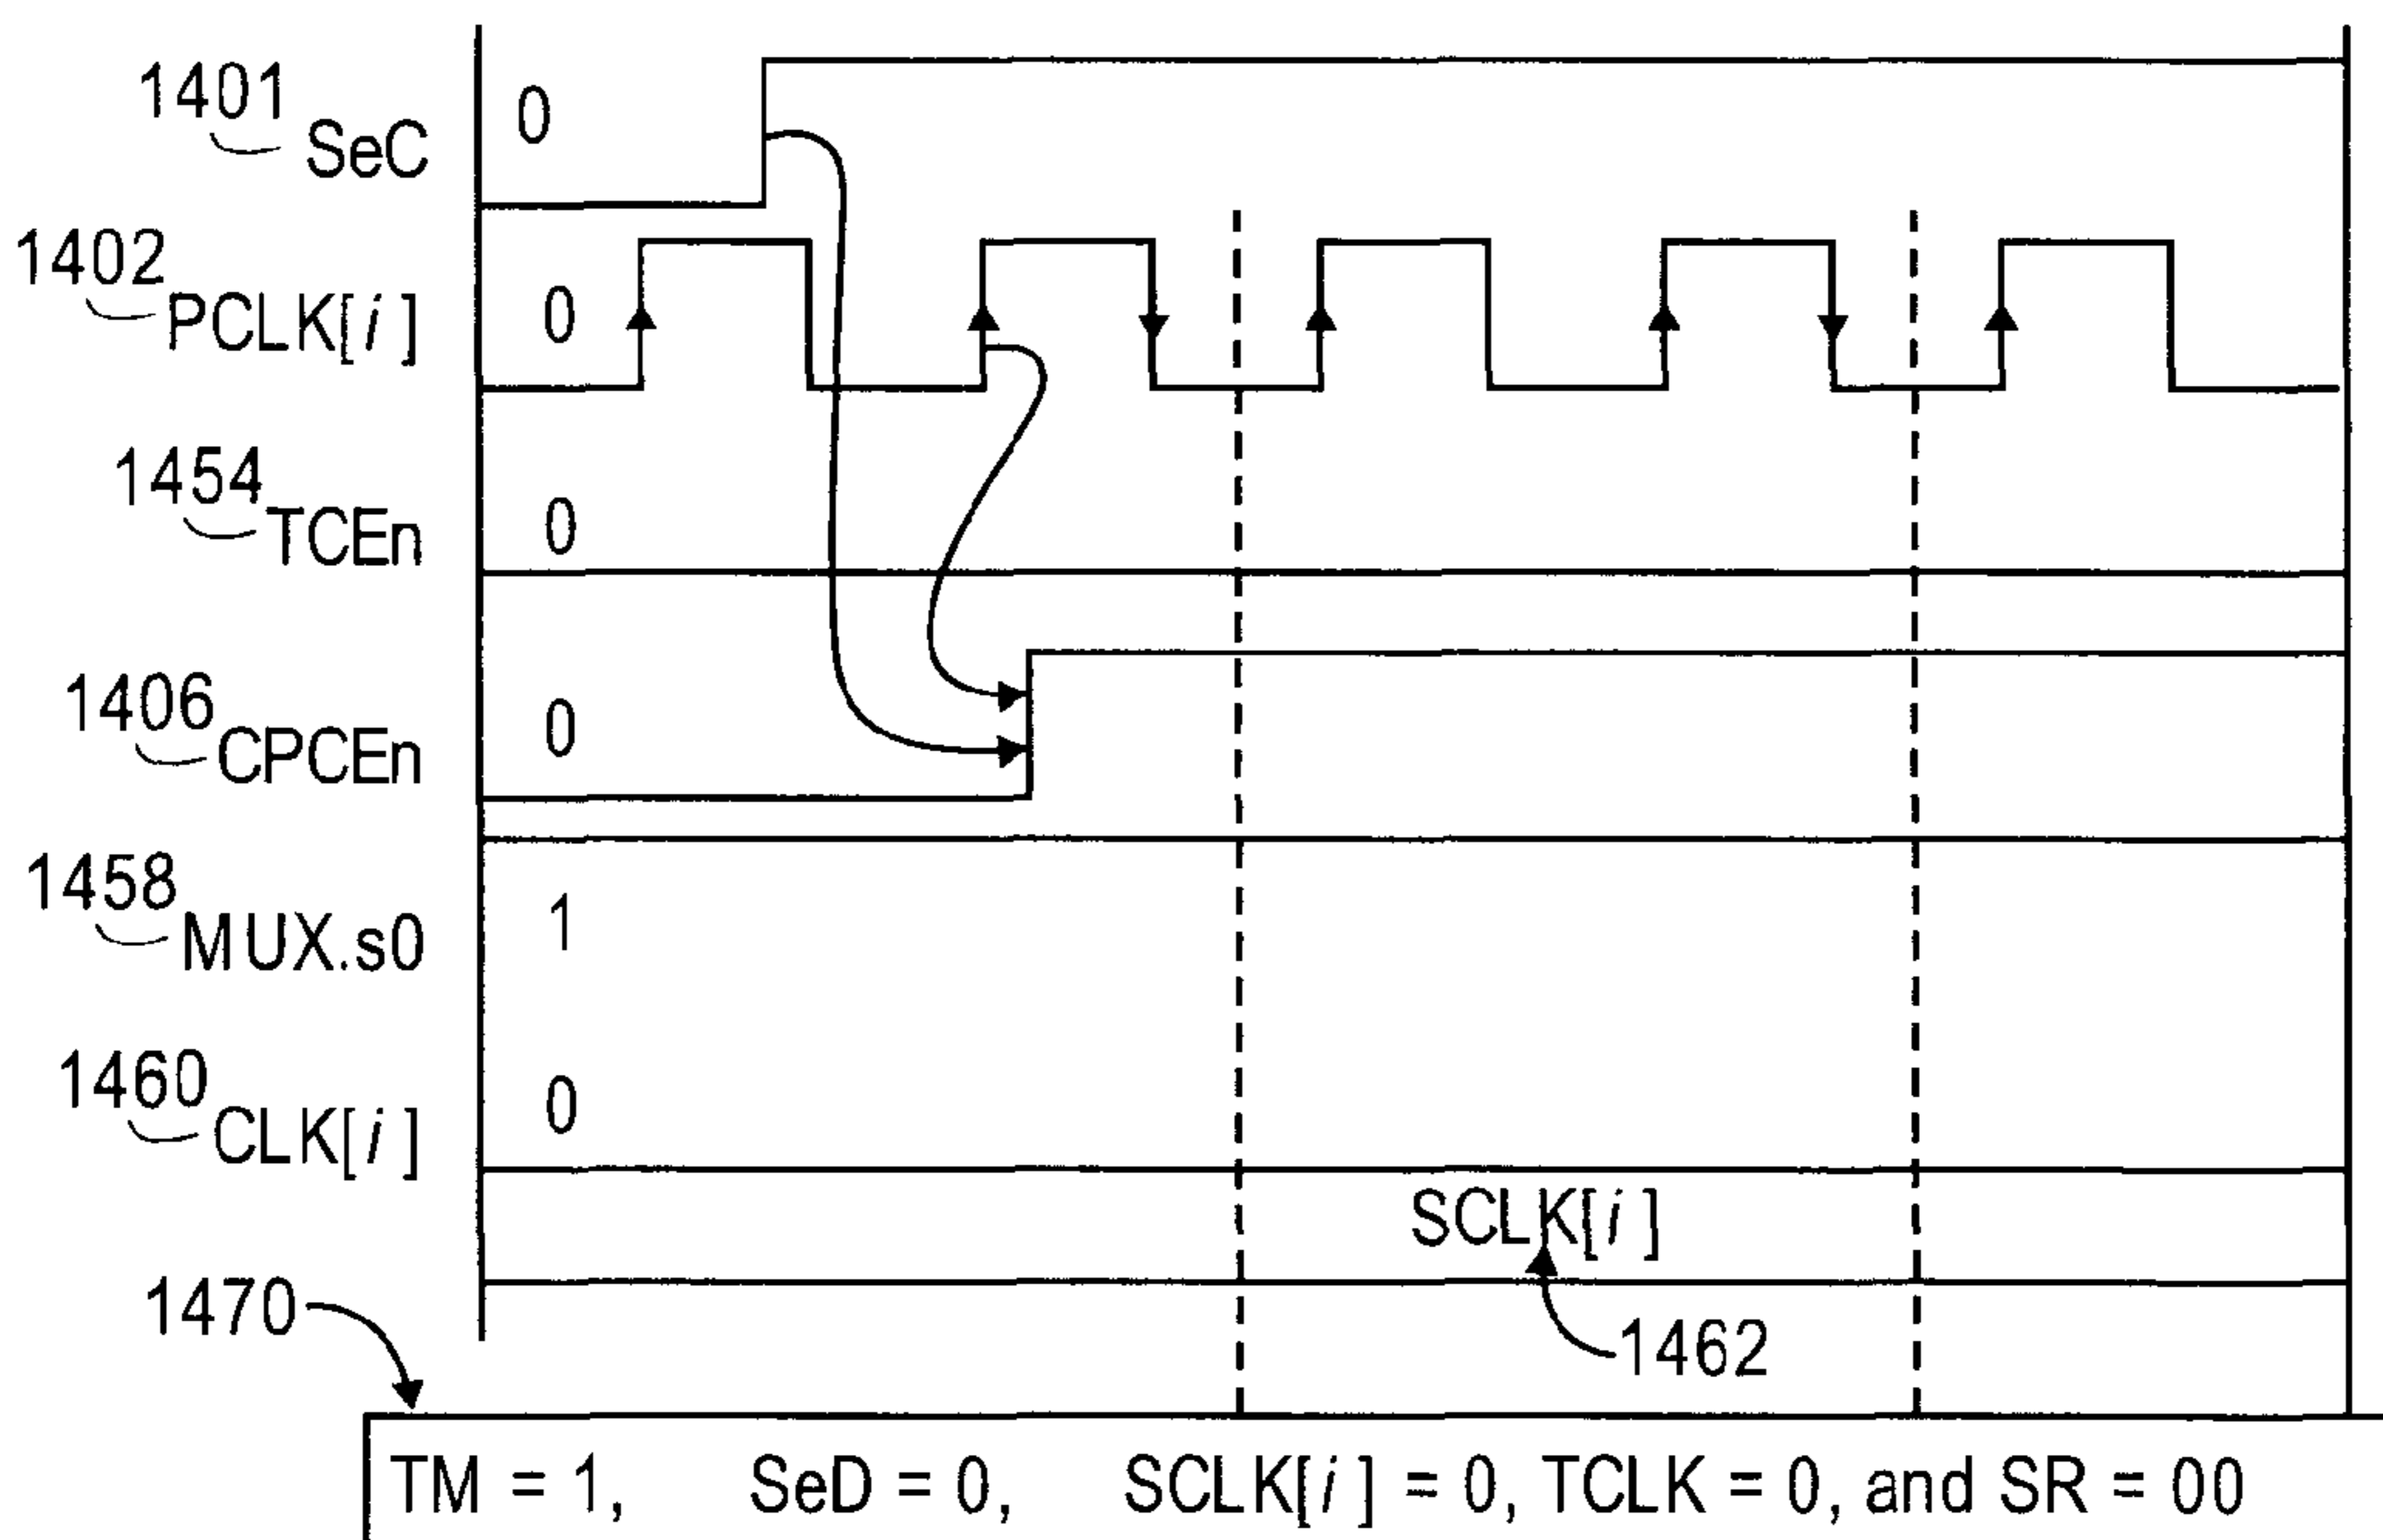 1401 SeC 0
1402 PCLK[i] 0
1454 TCEn 0
1406 CPCEn 0
1458 MUX.s0 1
1460 CLK[i] 0
SCLK[i]
1470
1462
TM = 1, SeD = 0, SCLK[i] = 0, TCLK = 0, and SR = 00